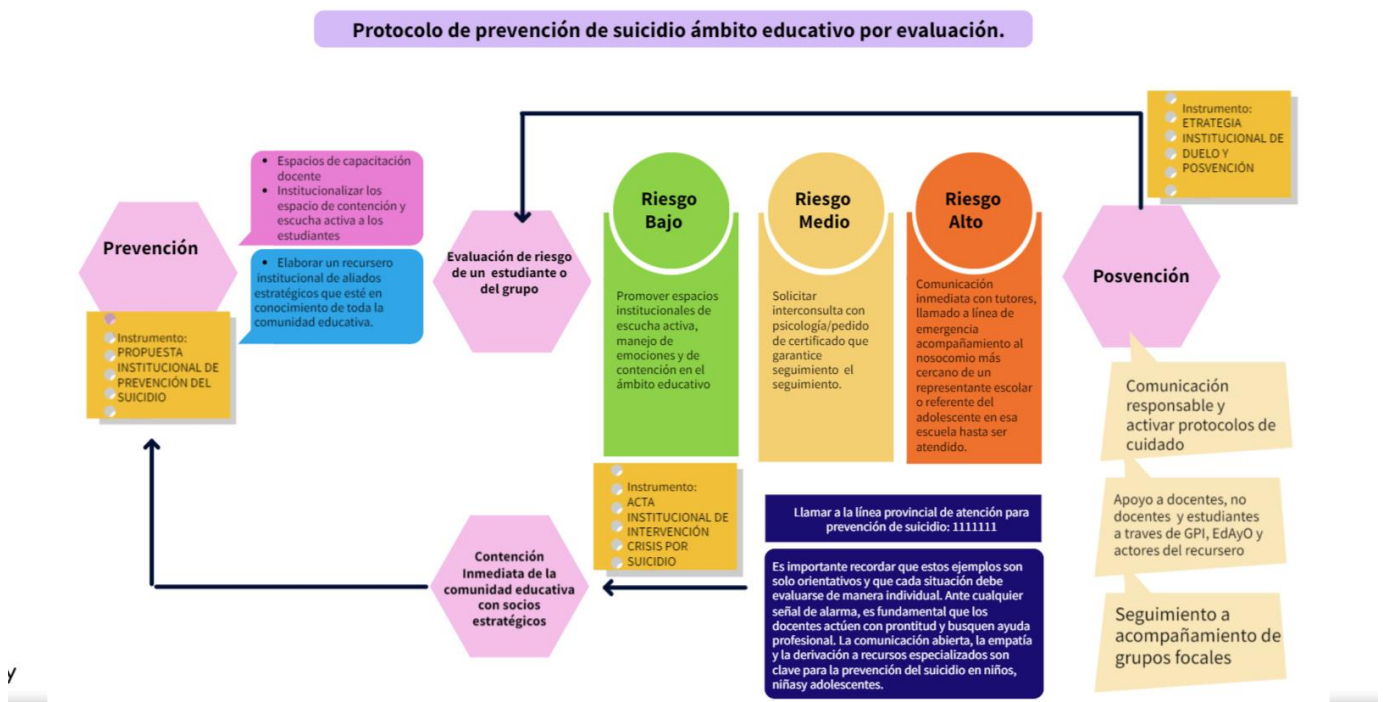 Protocolo de prevención de suicidio ámbito educativo por evaluación.
Prevención
• Espacios de capacitación
docente
• Institucionalizar los
espacio de contención y
escucha activa a los
estudiantes
• Elaborar un recursero
institucional de aliados
estratégicos que esté en
conocimiento de toda la
comunidad educativa.
Instrumento:
PROPUESTA
INSTITUCIONAL DE
PREVENCIÓN DEL
SUICIDIO
Evaluación de riesgo
de un estudiante o
del grupo
Riesgo
Bajo
Promover espacios
institucionales de
escucha activa,
manejo de
emociones y de
contención en el
ámbito educativo
Riesgo
Medio
Solicitar
interconsulta con
psicología/pedido
de certificado que
garantice
seguimiento el
seguimiento.
Riesgo
Alto
Comunicación
inmediata con tutores,
llamado a línea de
emergencia
acompañamiento al
nosocomio más
cercano de un
representante escolar
o referente del
adolescente en esa
escuela hasta ser
atendido.
Instrumento:
ETRATEGIA
INSTITUCIONAL DE
DUELO Y
POSVENCIÓN
Posvención
Comunicación
responsable y
activar protocolos de
cuidado
Apoyo a docentes, no
docentes y estudiantes
a traves de GPI, EdAyO y
actores del recursero
Seguimiento a
acompañamiento de
grupos focales
Llamar a la línea provincial de atención para
prevención de suicidio: 1111111
Es importante recordar que estos ejemplos son
solo orientativos y que cada situación debe
evaluarse de manera individual. Ante cualquier
señal de alarma, es fundamental que los
docentes actúen con prontitud y busquen ayuda
profesional. La comunicación abierta, la empatía
y la derivación a recursos especializados son
clave para la prevención del suicidio en niños,
niñasy adolescentes.
Instrumento:
ACTA
INSTITUCIONAL DE
INTERVENCIÓN
CRISIS POR
SUICIDIO
Contención
Inmediata de la
comunidad educativa
con socios
estratégicos
y